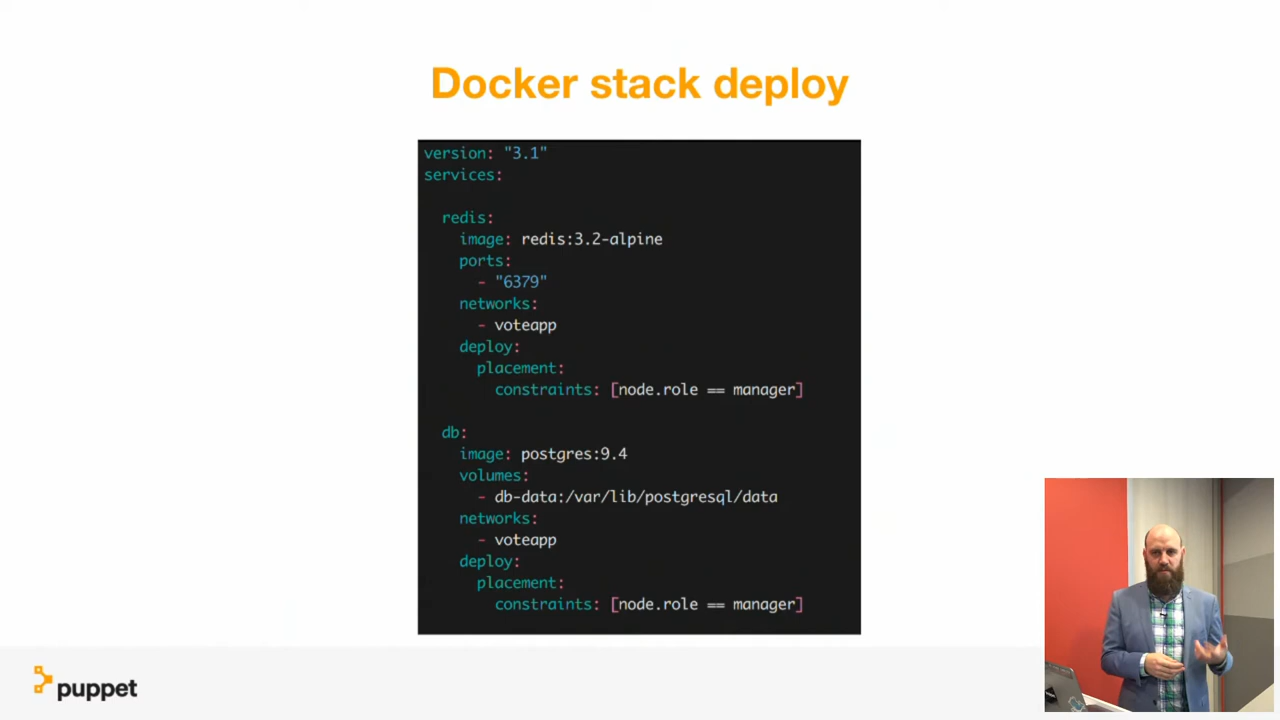 Docker stack deploy
version: "3.1"
services:
redis:
image: redis:3.2-alpine
ports:
- "6379"
networks:
- voteapp
deploy:
placement:
constraints: [node.role == manager]
db:
image: postgres:9.4
volumes:
- db-data:/var/lib/postgresql/data
networks:
- voteapp
deploy:
placement:
constraints: [node.role == manager]
puppet